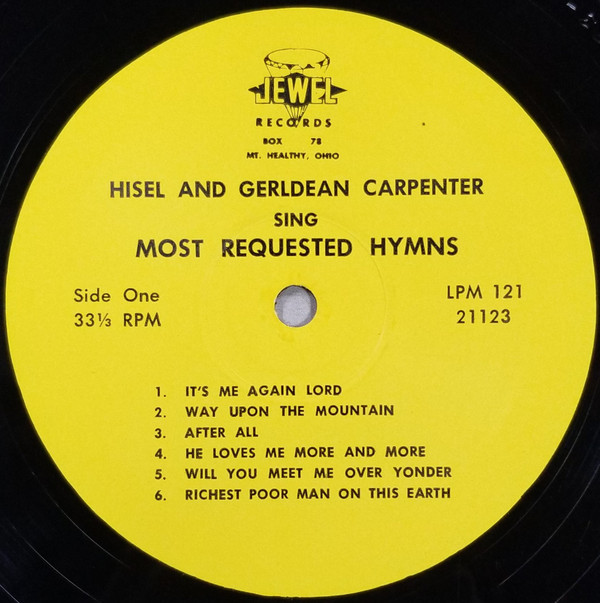 JEWEL
RECORDS
BOX 78
MT. HEALTHY, OHIO
HISEL AND GERLDEAN CARPENTER
SING
MOST REQUESTED HYMNS
Side One
33⅓ RPM
LPM 121
21123
1. IT'S ME AGAIN LORD
2. WAY UPON THE MOUNTAIN
3. AFTER ALL
4. HE LOVES ME MORE AND MORE
5. WILL YOU MEET ME OVER YONDER
6. RICHEST POOR MAN ON THIS EARTH